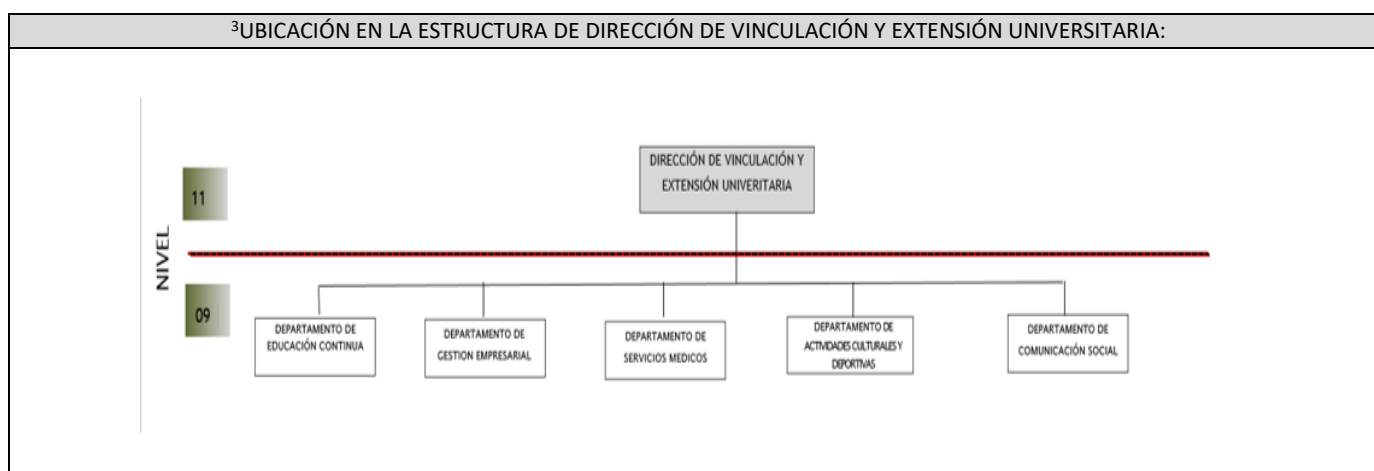 ³UBICACIÓN EN LA ESTRUCTURA DE DIRECCIÓN DE VINCULACIÓN Y EXTENSIÓN UNIVERSITARIA:
DIRECCIÓN DE VINCULACIÓN Y
EXTENSIÓN UNIVERITARIA
11
NIVEL
09
DEPARTAMENTO DE
EDUCACIÓN CONTINUA
DEPARTAMENTO DE
GESTION EMPRESARIAL
DEPARTAMENTO DE
SERVICIOS MEDICOS
DEPARTAMENTO DE
ACTIVIDADES CULTURALES Y
DEPORTIVAS
DEPARTAMENTO DE
COMUNICACIÓN SOCIAL